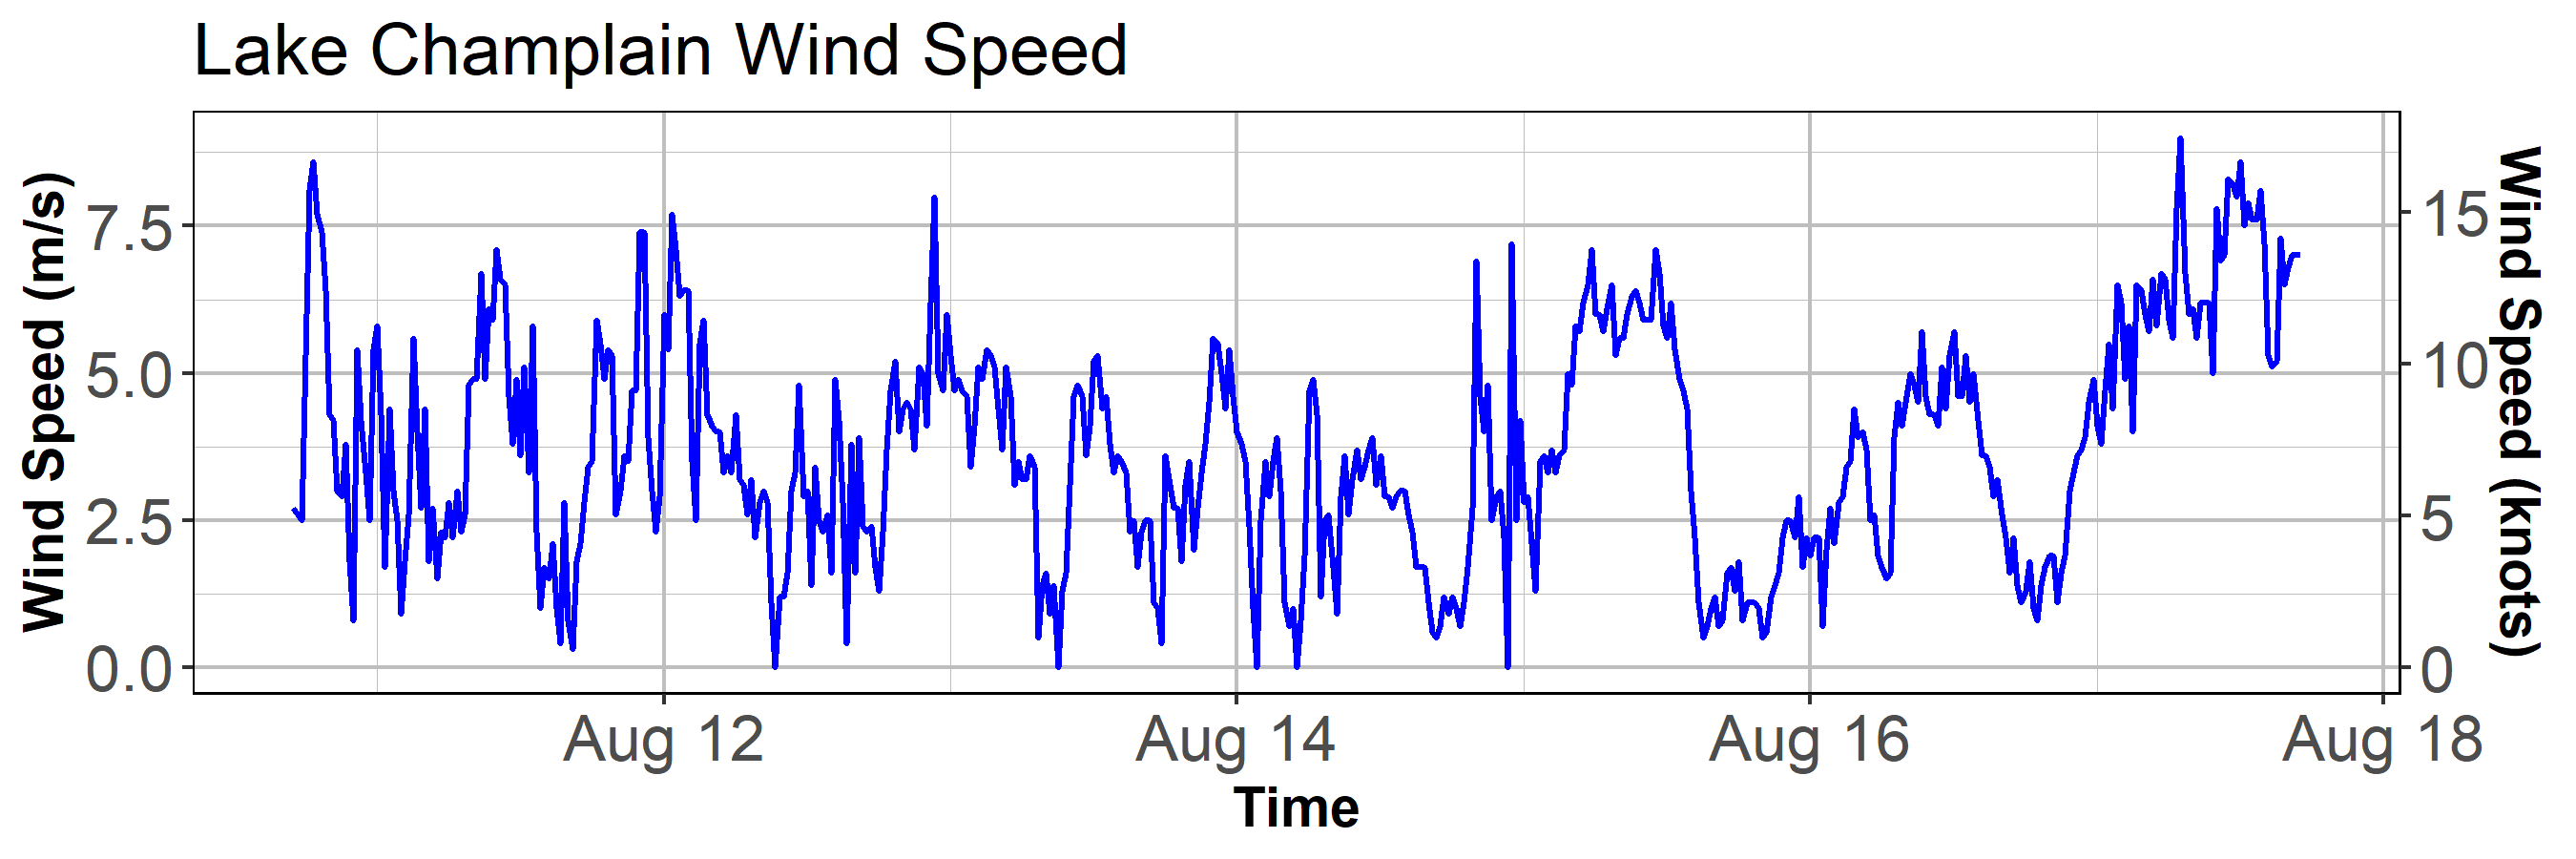 Lake Champlain Wind Speed
Wind Speed (m/s)
7.5
5.0
2.5
0.0
15
10
5
0
Wind Speed (knots)
Aug 12
Aug 14
Aug 16
Aug 18
Time